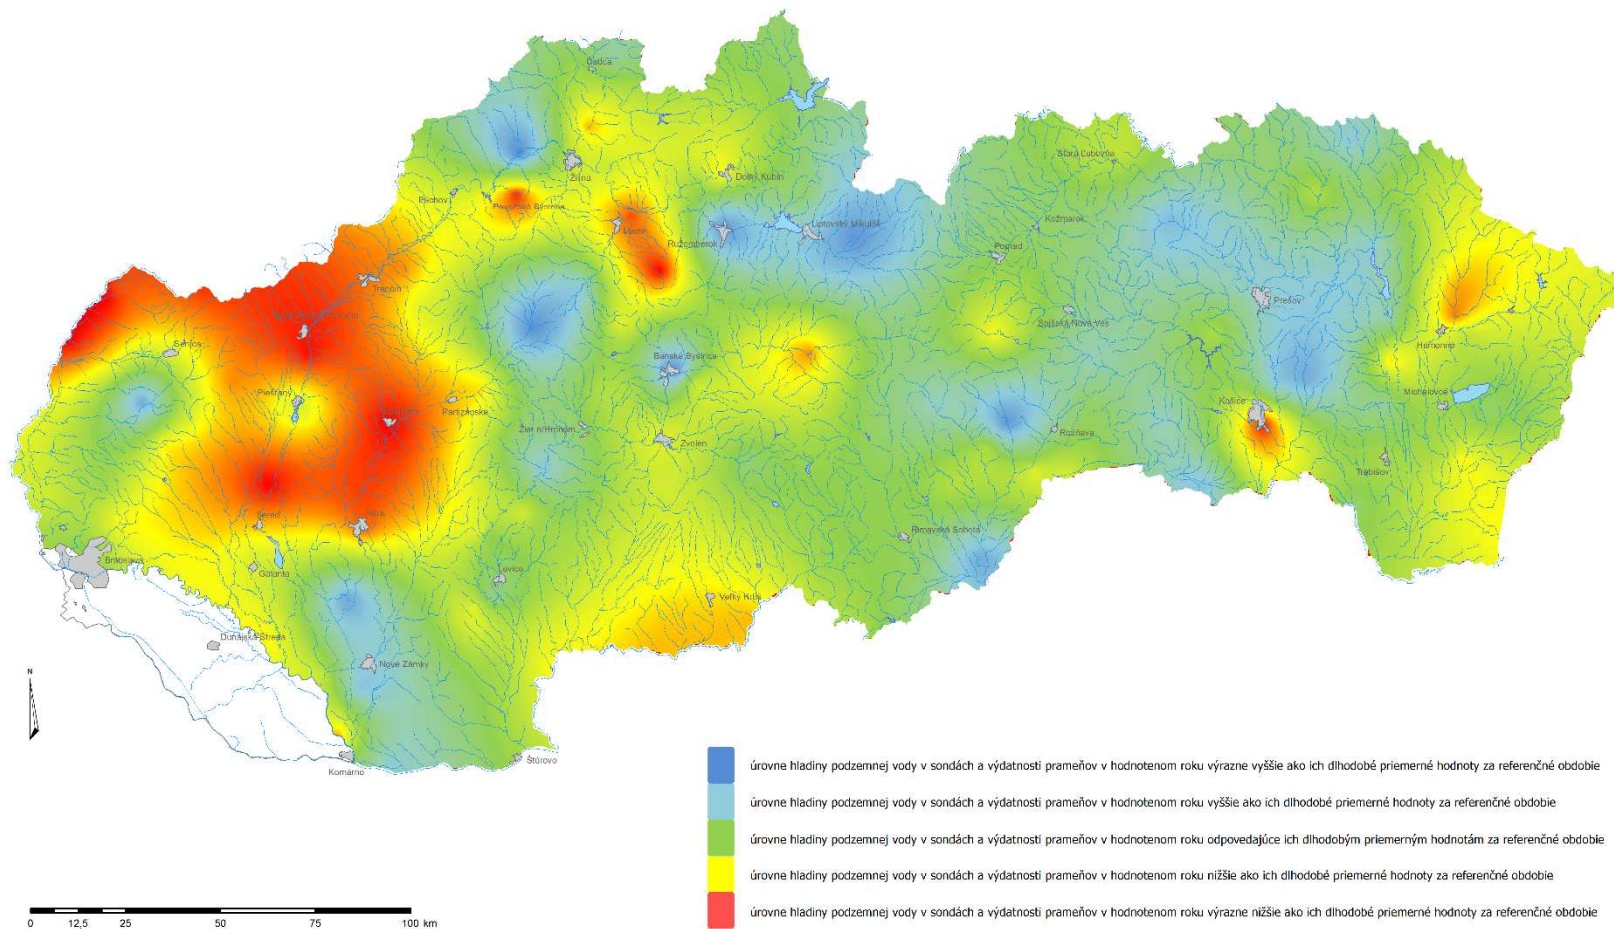 Čadca
Stará Ľubovňa
Žilina
Dolný Kubín
Púchov
Považská Bystrica
Kežmarok
Martin
Ružomberok
Liptovský Mikuláš
Poprad
Trenčín
Prešov
Spišská Nová Ves
Senica
Humenné
Banská Bystrica
Piešťany
Partizánske
Michalovce
Košice
Žiar n/Hronom
Zvolen
Rožňava
Trebišov
Sereď
Nitra
Rimavská Sobota
Bratislava
Galanta
Levice
Veľký Krtíš
Dunajská Streda
Nové Zámky
N
Štúrovo
Komárno
úrovne hladiny podzemnej vody v sondách a výdatnosti prameňov v hodnotenom roku výrazne vyššie ako ich dlhodobé priemerné hodnoty za referenčné obdobie
úrovne hladiny podzemnej vody v sondách a výdatnosti prameňov v hodnotenom roku vyššie ako ich dlhodobé priemerné hodnoty za referenčné obdobie
úrovne hladiny podzemnej vody v sondách a výdatnosti prameňov v hodnotenom roku odpovedajúce ich dlhodobým priemerným hodnotám za referenčné obdobie
úrovne hladiny podzemnej vody v sondách a výdatnosti prameňov v hodnotenom roku nižšie ako ich dlhodobé priemerné hodnoty za referenčné obdobie
úrovne hladiny podzemnej vody v sondách a výdatnosti prameňov v hodnotenom roku výrazne nižšie ako ich dlhodobé priemerné hodnoty za referenčné obdobie
0 12,5 25 50 75 100 km